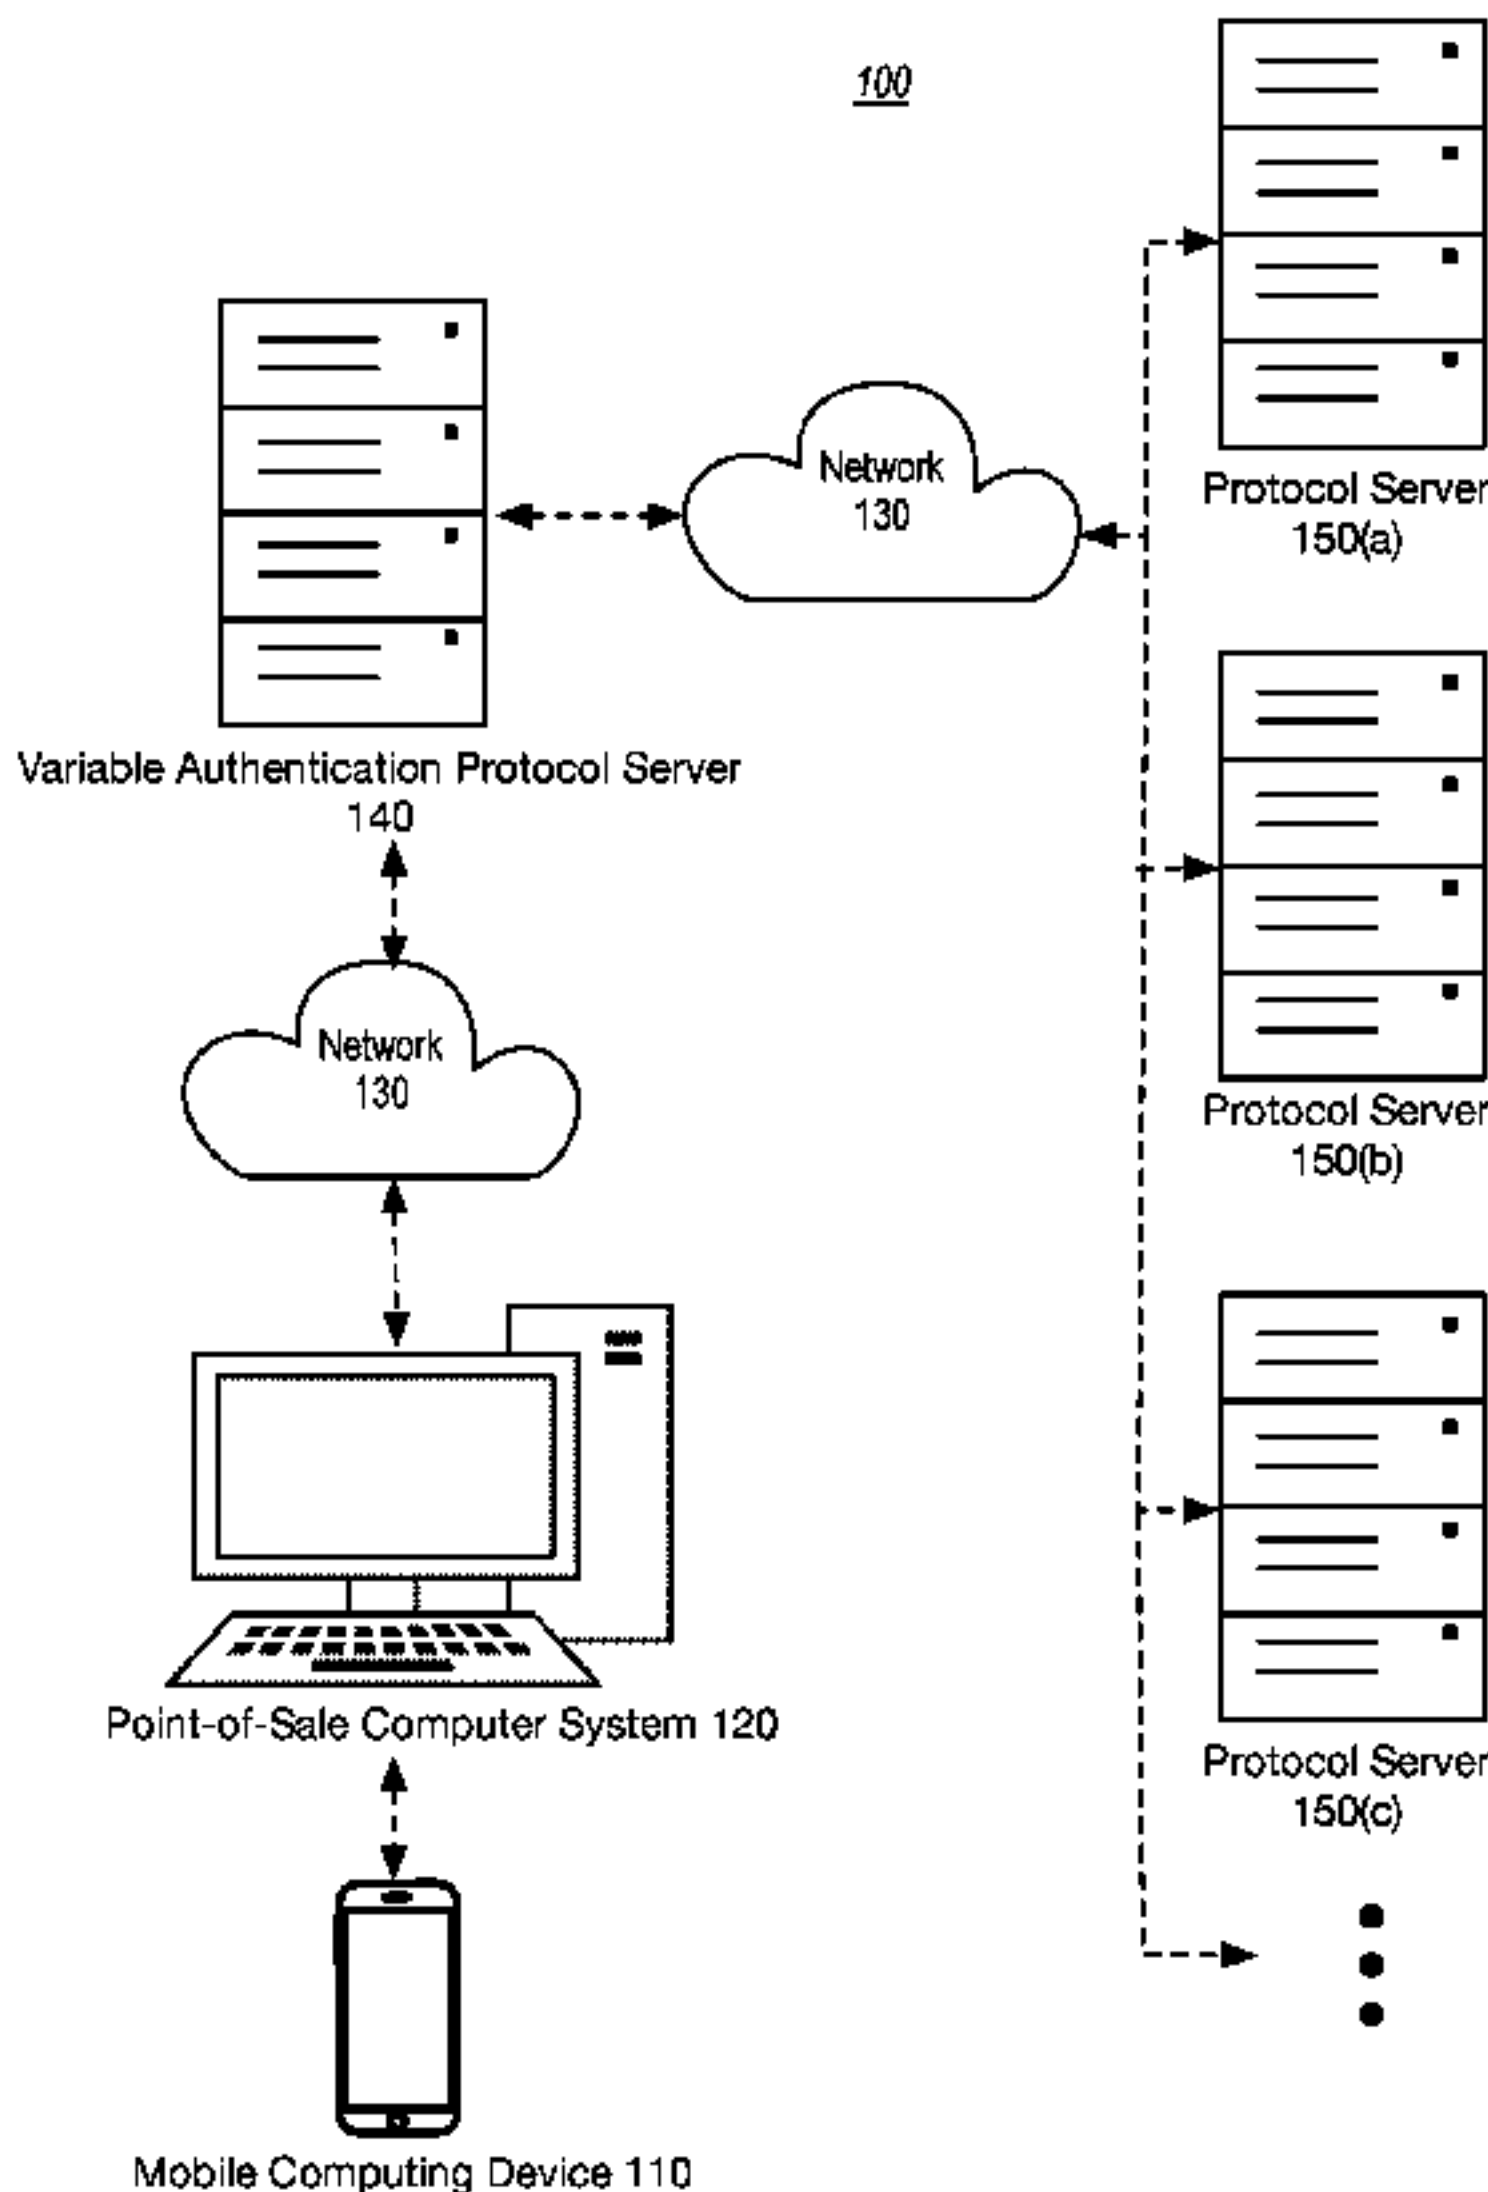 100
Network
130
Protocol Server
150(a)
Variable Authentication Protocol Server
140
Network
130
Protocol Server
150(b)
Point-of-Sale Computer System 120
Protocol Server
150(c)
Mobile Computing Device 110